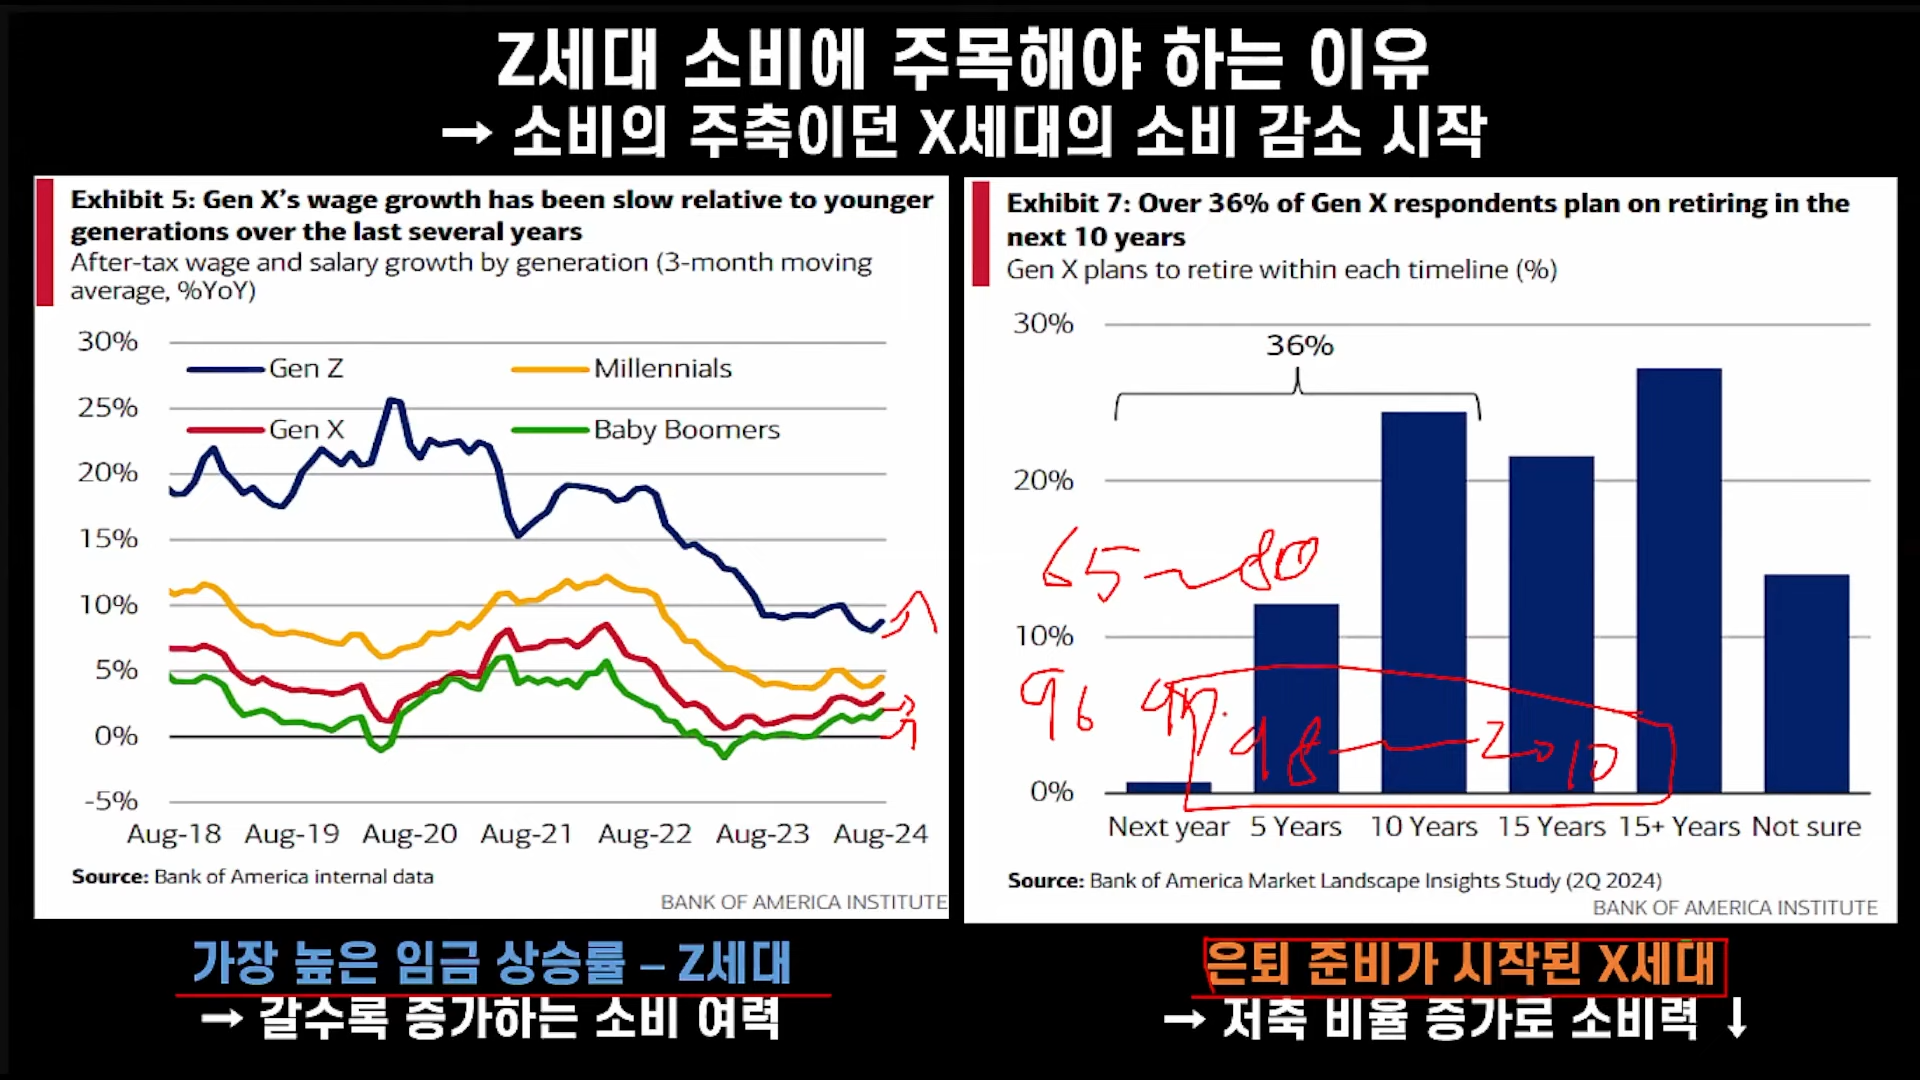 Z세대 소비에 주목해야 하는 이유
→ 소비의 주축이던 X세대의 소비 감소 시작
Exhibit 5: Gen X's wage growth has been slow relative to younger
generations over the last several years
After-tax wage and salary growth by generation (3-month moving
average, %YoY)
30%
25%
20%
15%
10%
5%
0%
-5%
Gen Z
Millennials
Gen X
Baby Boomers
Aug-18 Aug-19 Aug-20 Aug-21 Aug-22 Aug-23 Aug-24
Source: Bank of America internal data
BANK OF AMERICA INSTITUTE
Exhibit 7: Over 36% of Gen X respondents plan on retiring in the
next 10 years
Gen X plans to retire within each timeline (%)
30%
20%
10%
0%
36%
65~80
96 97.
98~2010
Next year 5 Years 10 Years 15 Years 15+ Years Not sure
Source: Bank of America Market Landscape Insights Study (2Q 2024)
BANK OF AMERICA INSTITUTE
가장 높은 임금 상승률 – Z세대
→ 갈수록 증가하는 소비 여력
은퇴 준비가 시작된 X세대
→ 저축 비율 증가로 소비력 ↓